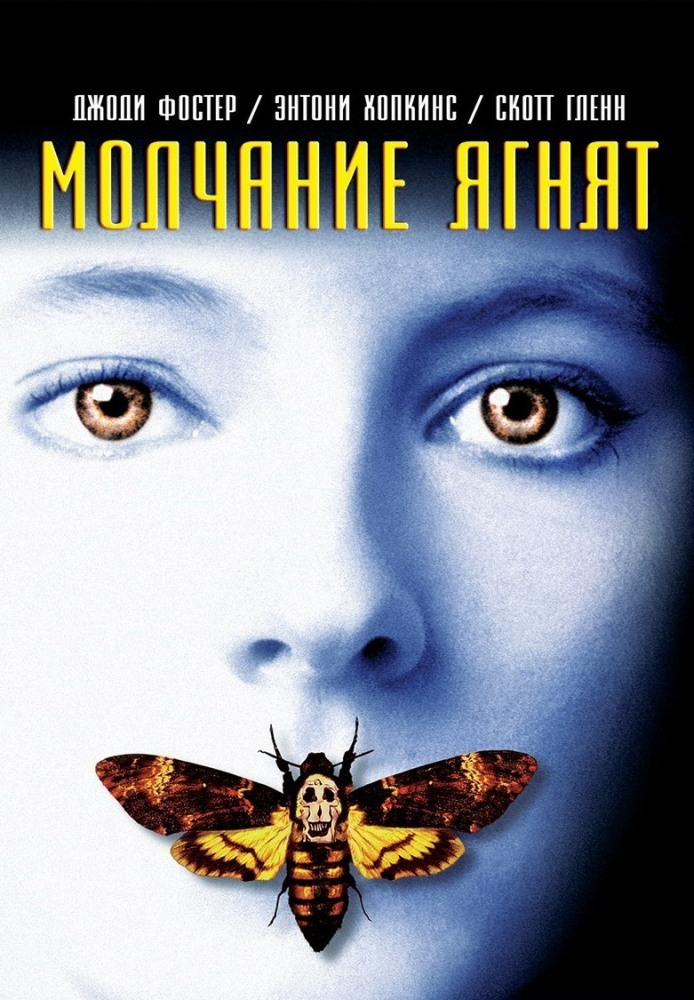 ДЖОДИ ФОСТЕР / ЭНТОНИ ХОПКИНС / СКОТТ ГЛЕНН
МОЛЧАНИЕ ЯГНЯТ